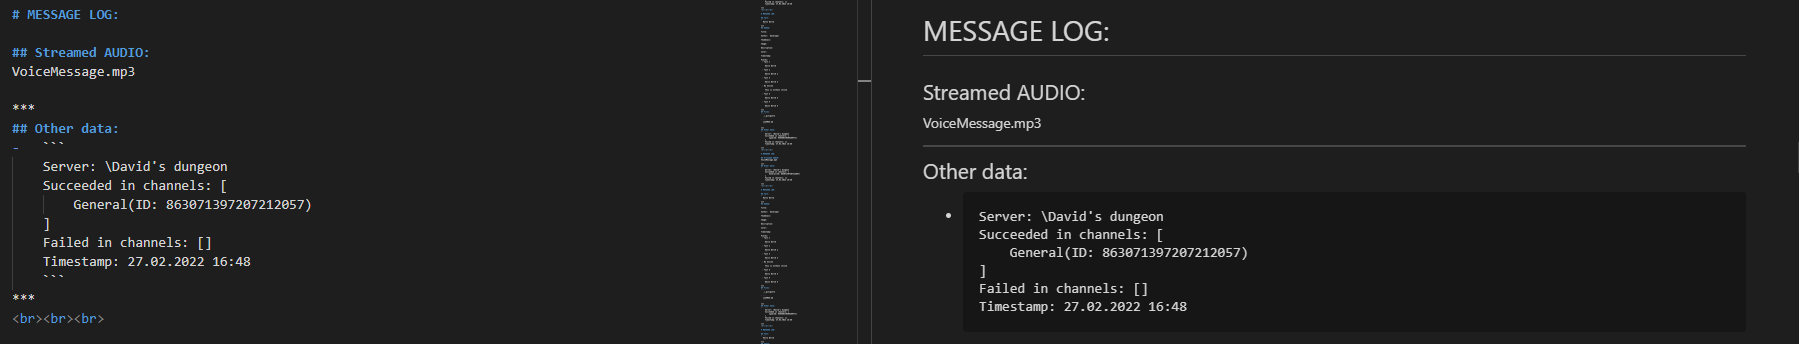 # MESSAGE LOG:
## Streamed AUDIO:
VoiceMessage.mp3
***
## Other data:
-   ```
Server: \David's dungeon
Succeeded in channels: [
General(ID: 863071397207212057)
]
Failed in channels: []
Timestamp: 27.02.2022 16:48
```
***
<br><br><br>
MESSAGE LOG:
Streamed AUDIO:
VoiceMessage.mp3
Other data:
• Server: \David's dungeon
Succeeded in channels: [
General(ID: 863071397207212057)
]
Failed in channels: []
Timestamp: 27.02.2022 16:48